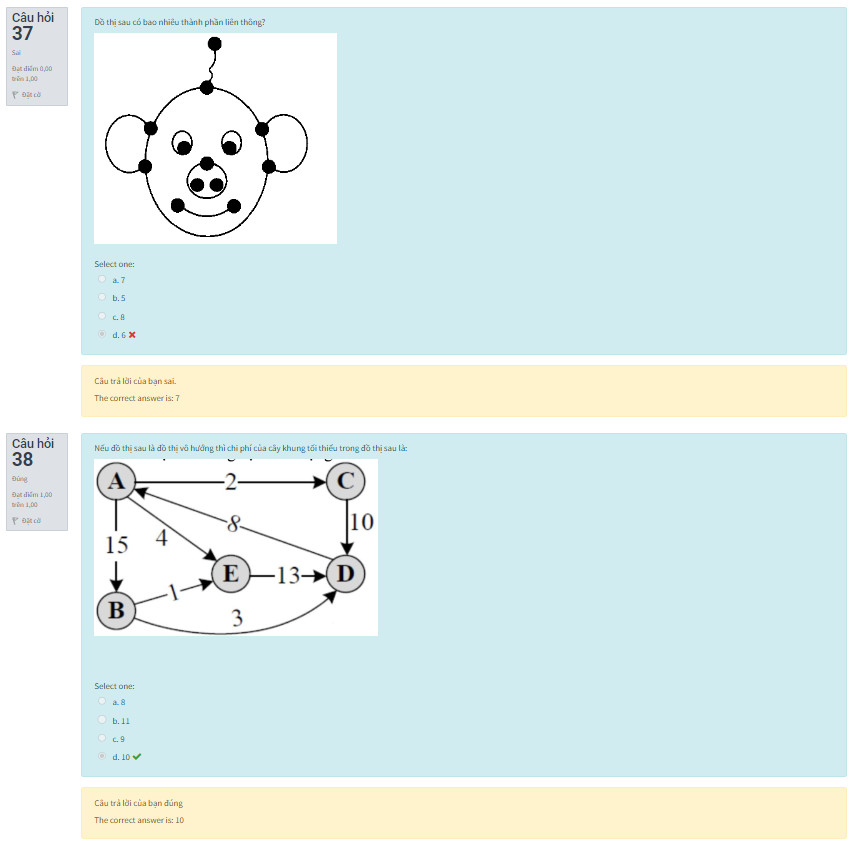 Câu hỏi
37
Sai
Đạt điểm 0,00
trên 1,00
Đặt cờ
Đồ thị sau có bao nhiêu thành phần liên thông?
Select one:
a. 7
b. 5
c. 8
d. 6
Câu trả lời của bạn sai.
The correct answer is: 7
Câu hỏi
38
Đúng
Đạt điểm 1,00
trên 1,00
Đặt cờ
Nếu đồ thị sau là đồ thị vô hướng thì chi phí của cây khung tối thiểu trong đồ thị sau là:
A
2
C
8
10
15
4
E
13
D
1
B
3
Select one:
a. 8
b. 11
c. 9
d. 10
Câu trả lời của bạn đúng
The correct answer is: 10